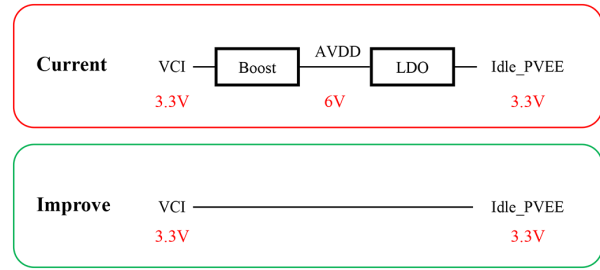 AVDD
Current VCI Boost LDO Idle_PVEE
3.3V 6V 3.3V
Improve VCI Idle_PVEE
3.3V 3.3V